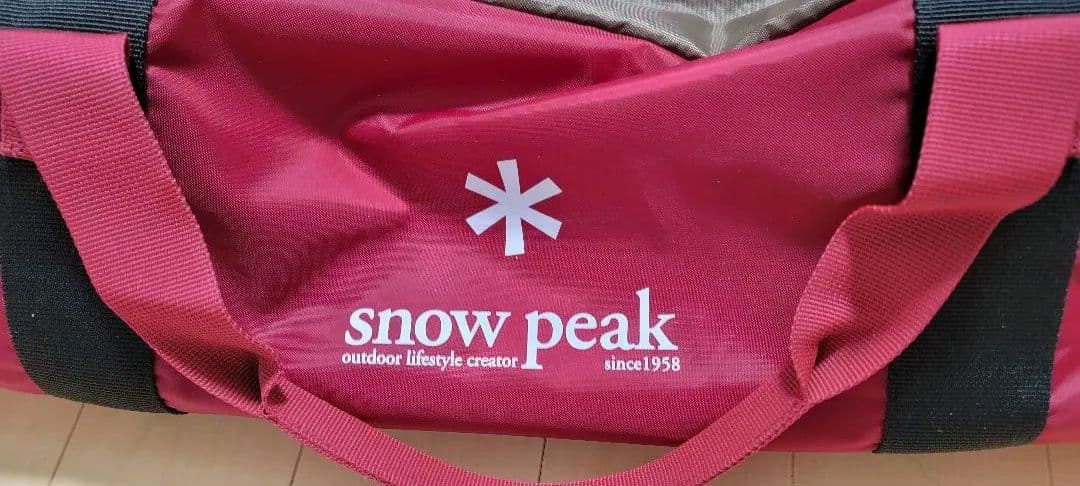 snow peak
outdoor lifestyle creator
since1958